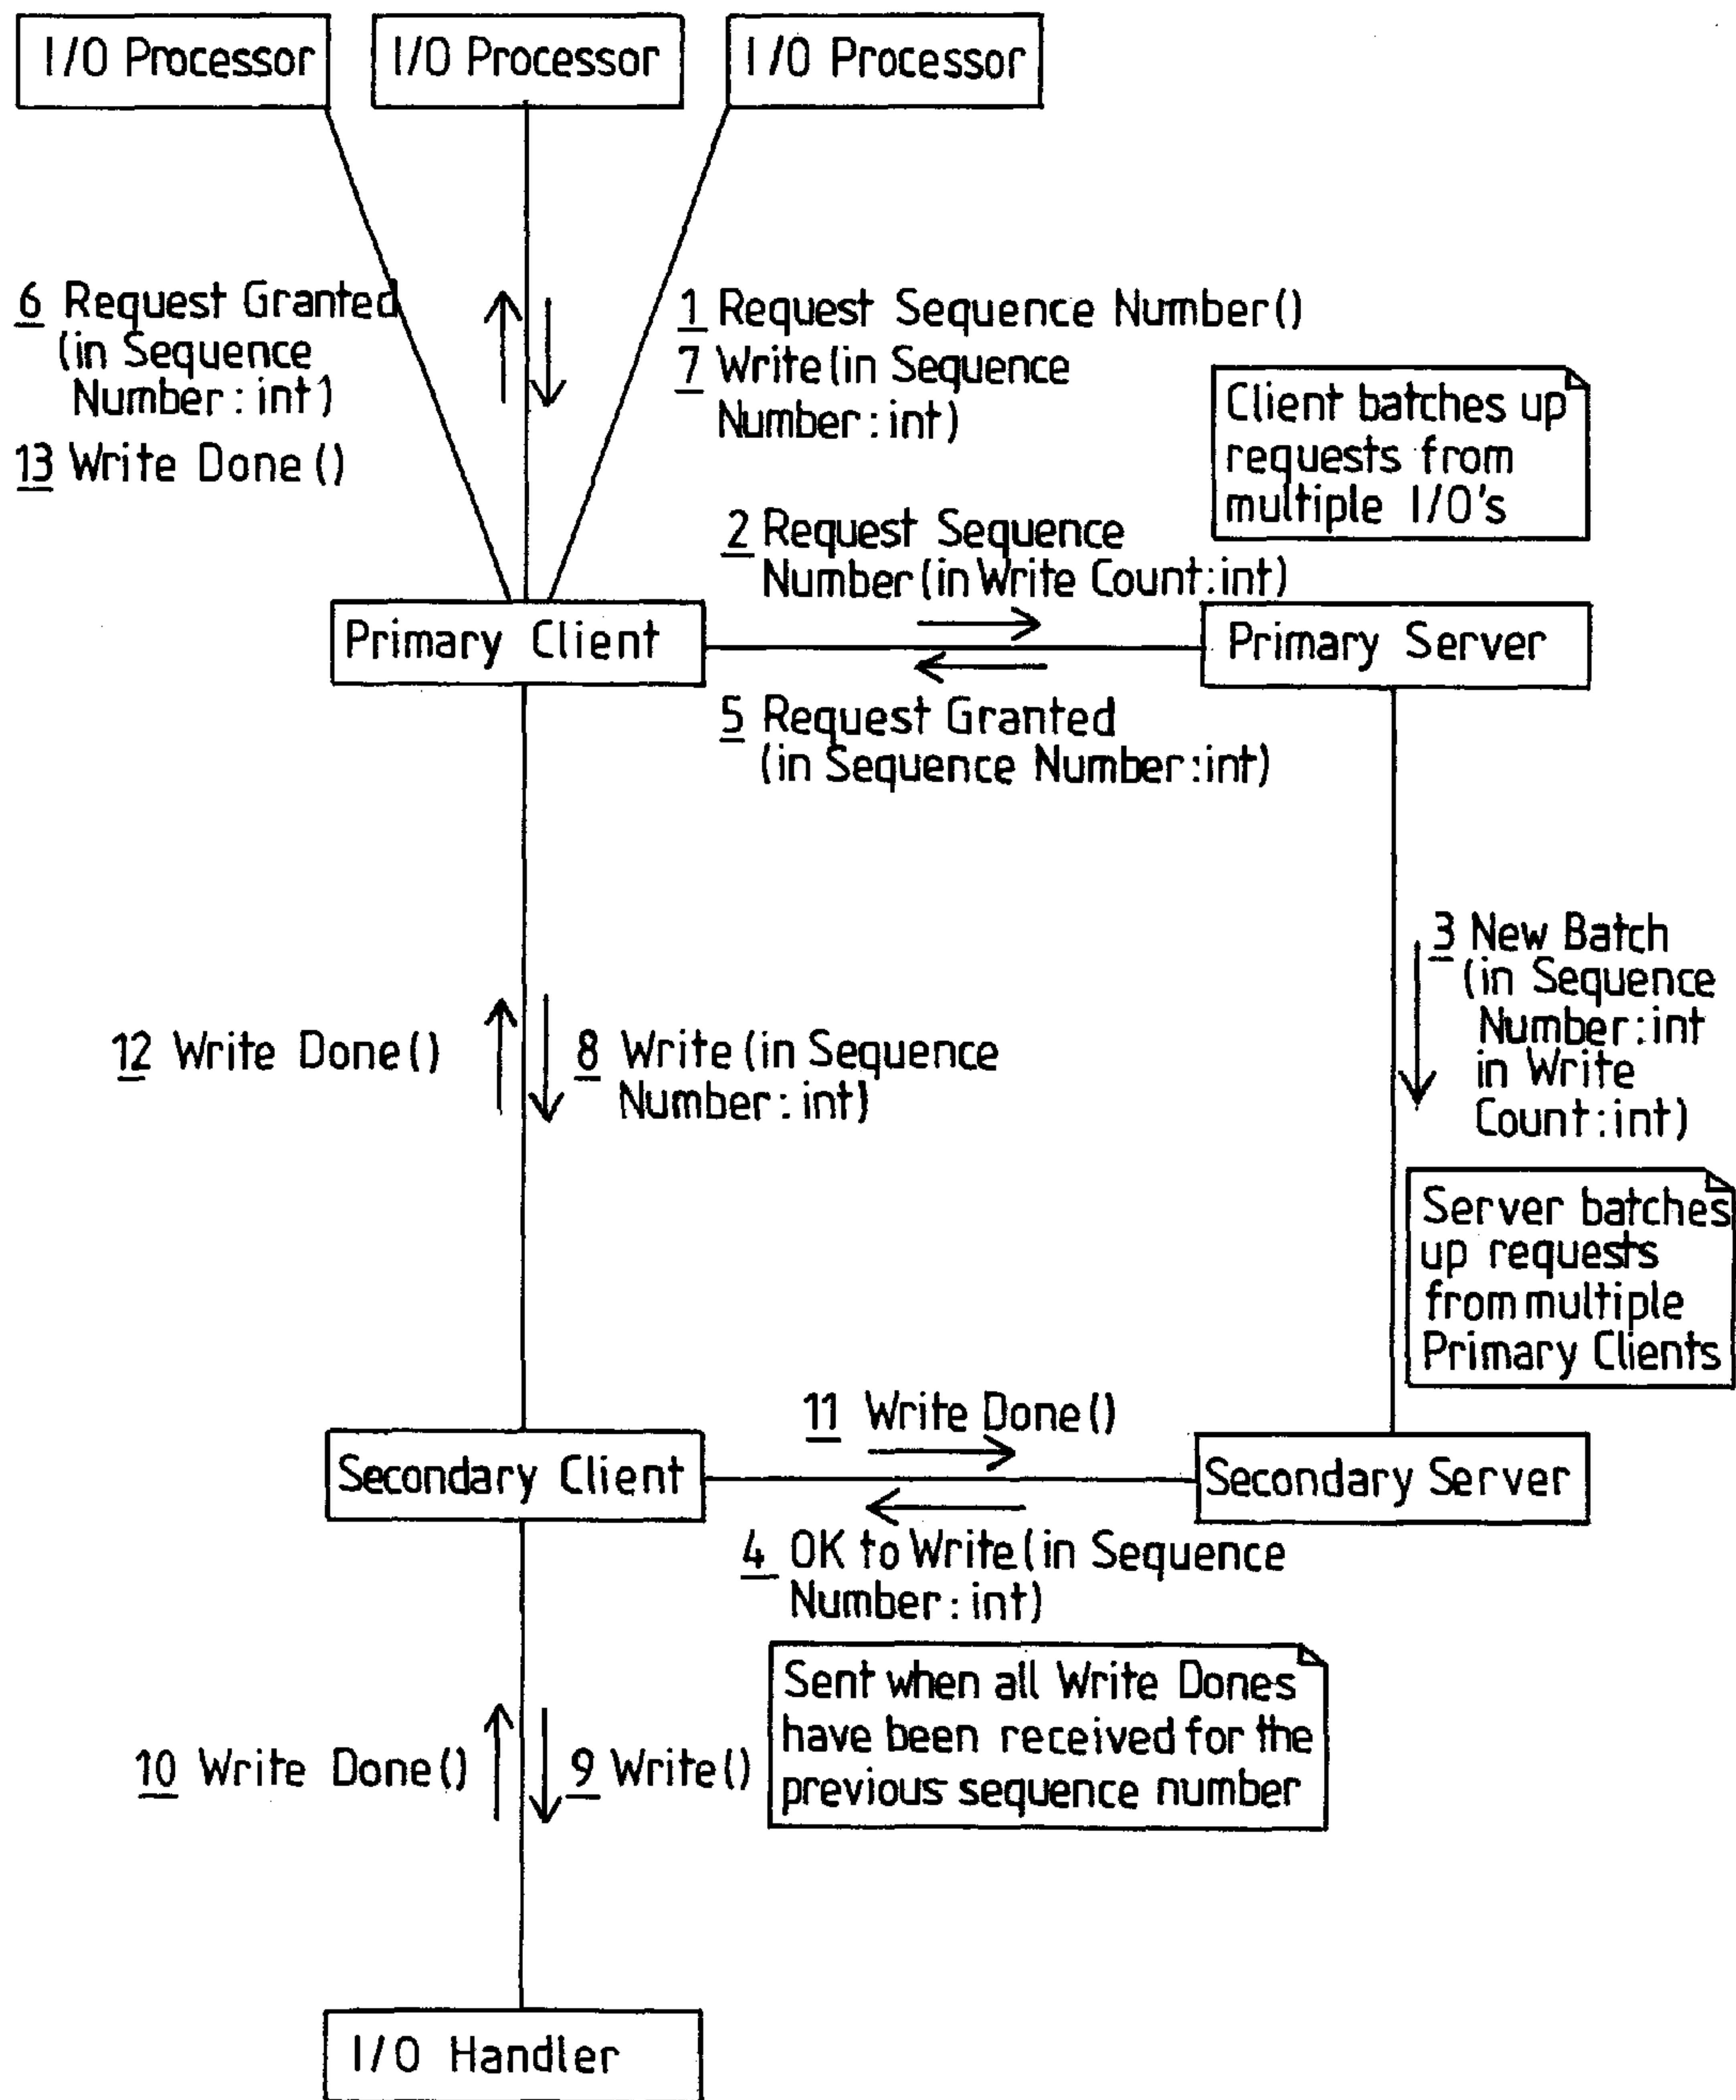 I/O Processor
I/O Processor
I/O Processor
6 Request Granted
(in Sequence
Number : int)
13 Write Done ()
1 Request Sequence Number()
7 Write (in Sequence
Number : int)
Client batches up
requests from
multiple I/O's
2 Request Sequence
Number (in Write Count:int)
Primary Client
Primary Server
5 Request Granted
(in Sequence Number:int)
3 New Batch
(in Sequence
Number:int
in Write
Count:int)
12 Write Done()
8 Write (in Sequence
Number : int)
Server batches
up requests
from multiple
Primary Clients
11 Write Done ()
Secondary Client
Secondary Server
4 OK to Write (in Sequence
Number : int)
Sent when all Write Dones
have been received for the
previous sequence number
10 Write Done()
9 Write()
I/O Handler